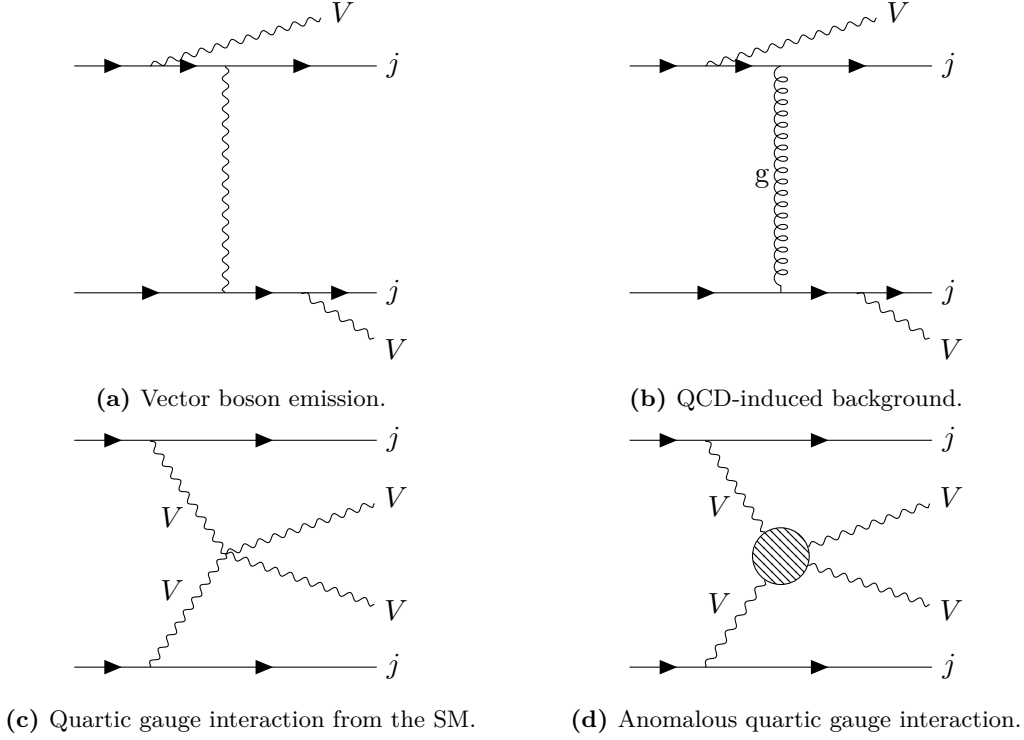 V
j
j
V
(a) Vector boson emission.
V
j
g
j
V
(b) QCD-induced background.
j
V
V
V
V
j
(c) Quartic gauge interaction from the SM.
j
V
V
V
V
j
(d) Anomalous quartic gauge interaction.